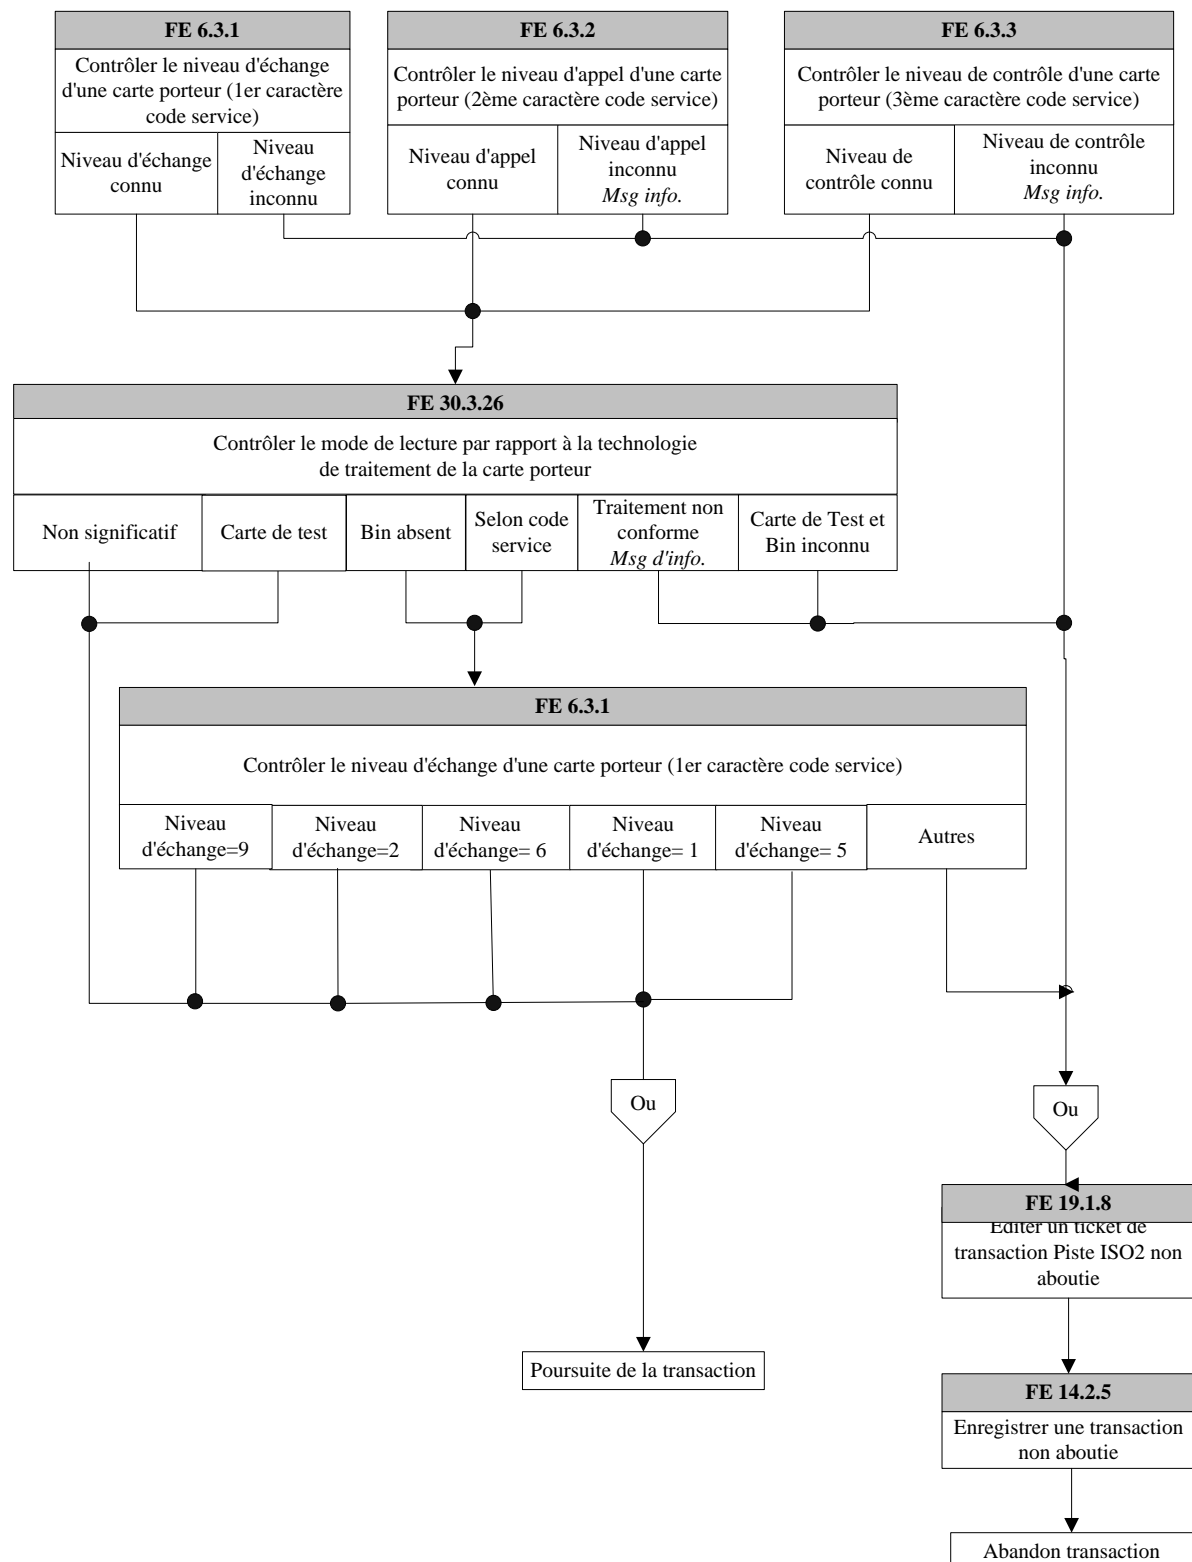 FE 6.3.1
Contrôler le niveau d'échange
d'une carte porteur (1er caractère
code service)
Niveau d'échange
connu
Niveau
d'échange
inconnu
FE 6.3.2
Contrôler le niveau d'appel d'une carte
porteur (2ème caractère code service)
Niveau d'appel
connu
Niveau d'appel
inconnu
Msg info.
FE 6.3.3
Contrôler le niveau de contrôle d'une carte
porteur (3ème caractère code service)
Niveau de
contrôle connu
Niveau de contrôle
inconnu
Msg info.
FE 30.3.26
Contrôler le mode de lecture par rapport à la technologie
de traitement de la carte porteur
Non significatif
Carte de test
Bin absent
Selon code
service
Traitement non
conforme
Msg d'info.
Carte de Test et
Bin inconnu
FE 6.3.1
Contrôler le niveau d'échange d'une carte porteur (1er caractère code service)
Niveau
d'échange=9
Niveau
d'échange=2
Niveau
d'échange= 6
Niveau
d'échange= 1
Niveau
d'échange= 5
Autres
Ou
Poursuite de la transaction
Ou
FE 19.1.8
Editer un ticket de
transaction Piste ISO2 non
aboutie
FE 14.2.5
Enregistrer une transaction
non aboutie
Abandon transaction